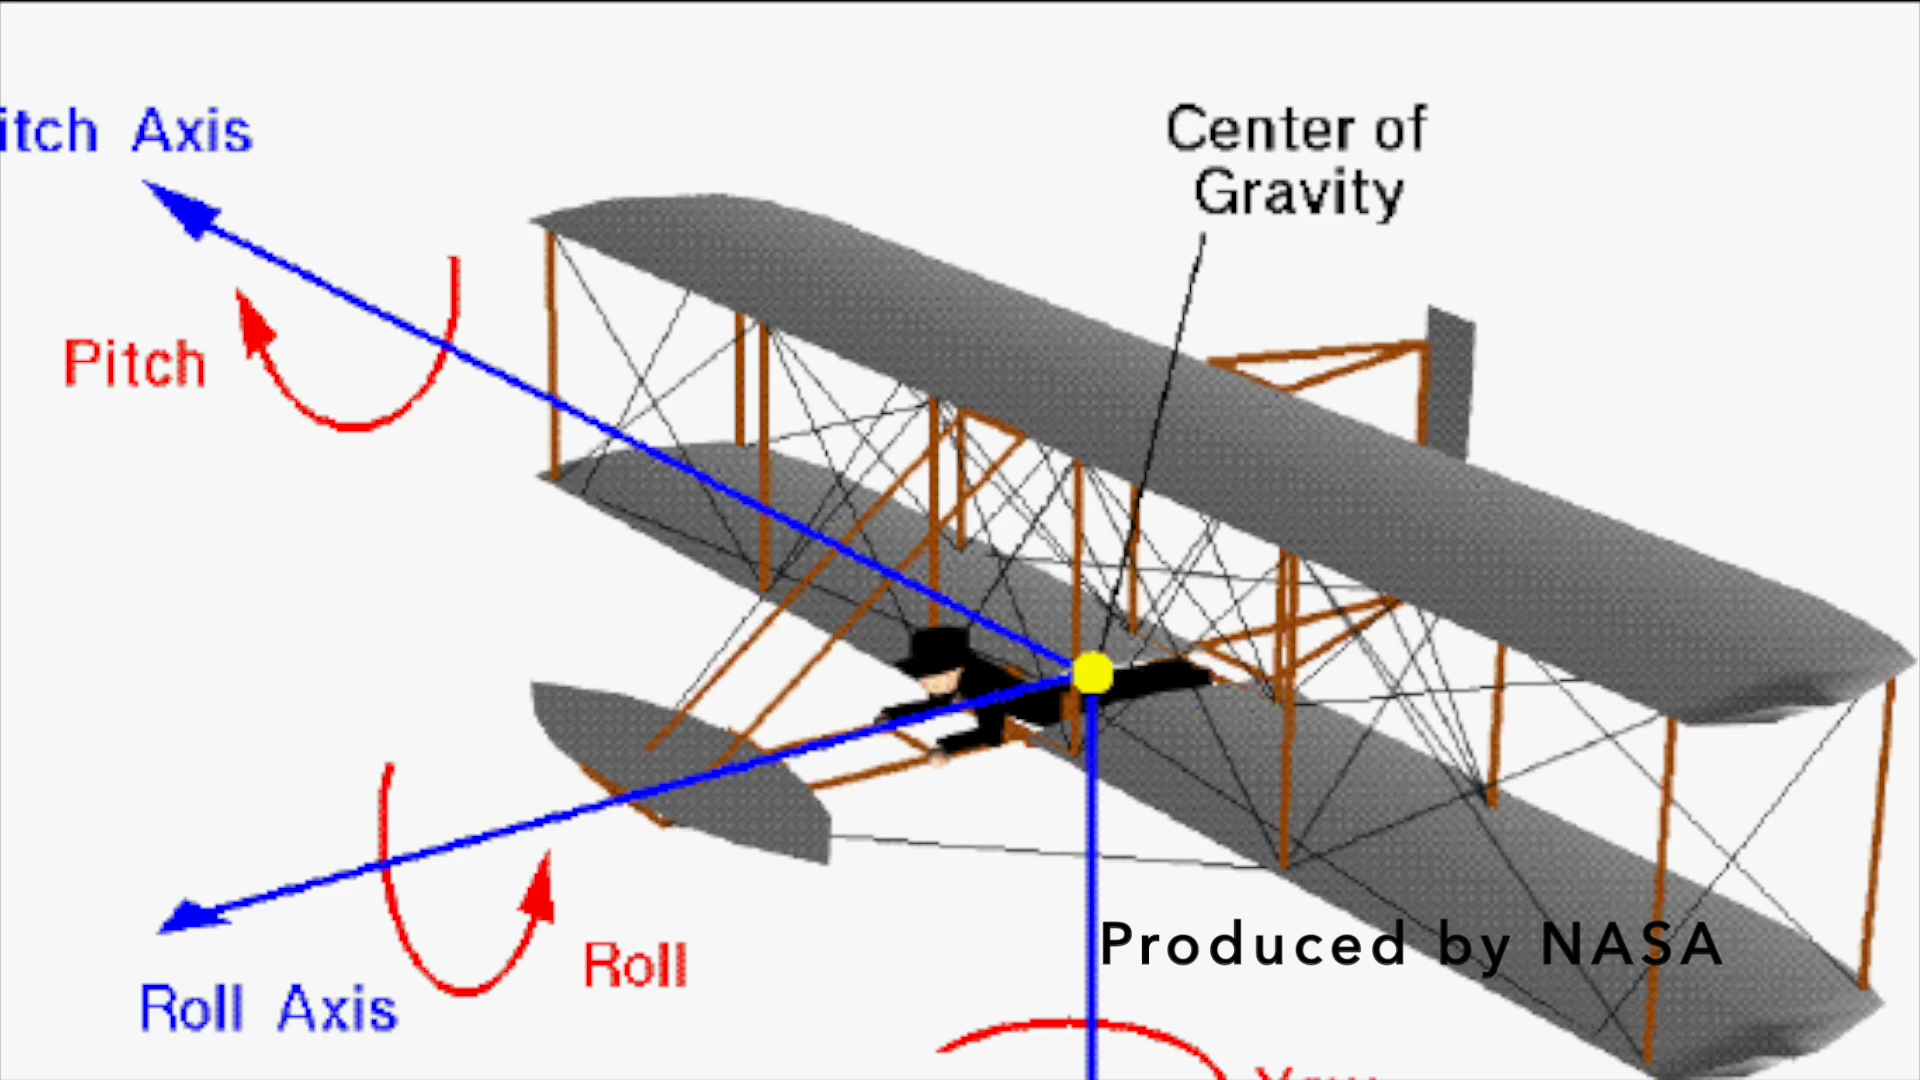 itch Axis
Center of
Gravity
Pitch
Produced by NASA
Roll
Roll Axis